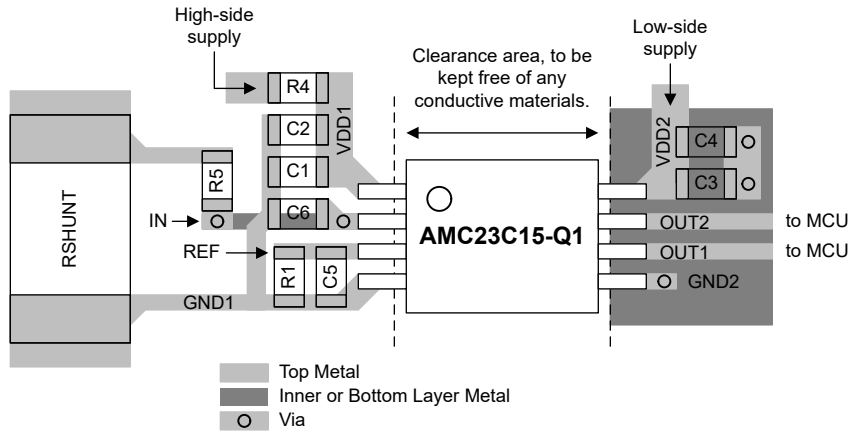 High-side
supply
Low-side
supply
Clearance area, to be
kept free of any
conductive materials.
R4
C2
VDD1
C1
C6
R5
IN
REF
R1
C5
GND1
RSHUNT
AMC23C15-Q1
VDD2
C4
C3
OUT2
to MCU
OUT1
to MCU
GND2
Top Metal
Inner or Bottom Layer Metal
Via